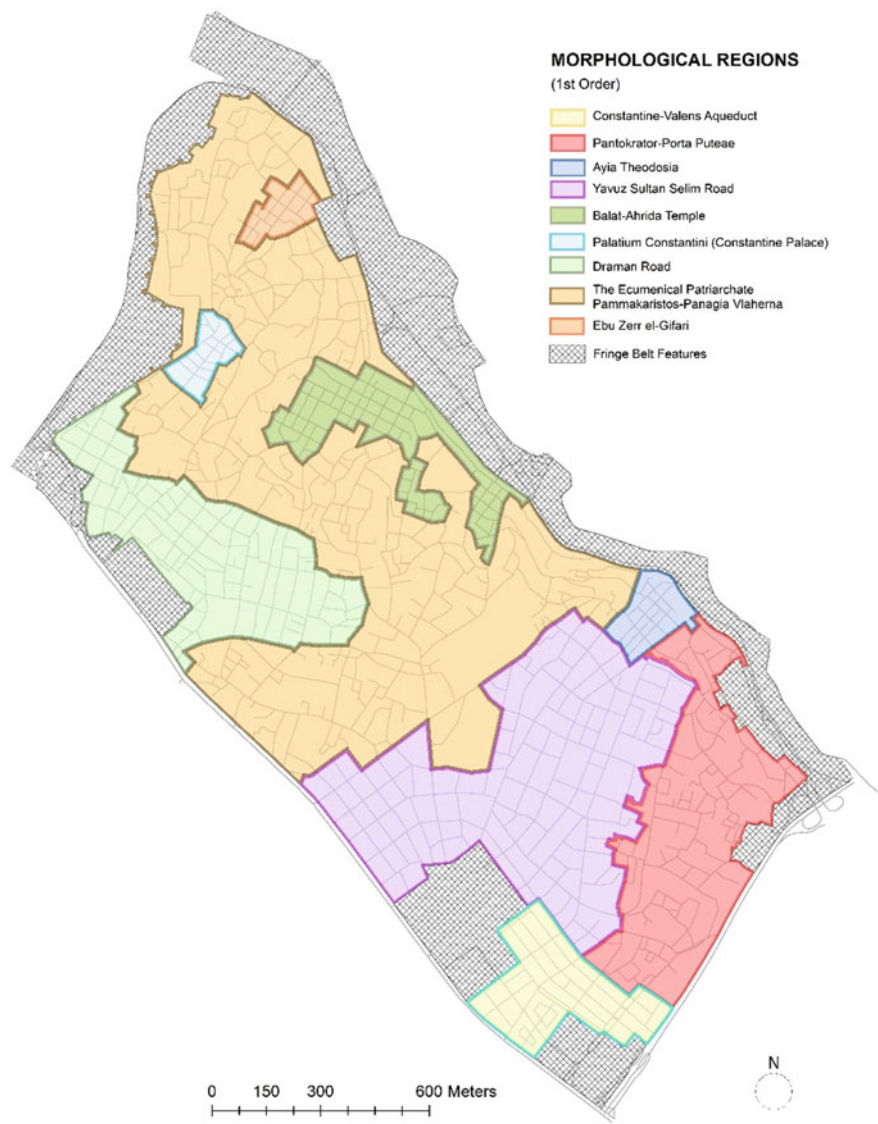 MORPHOLOGICAL REGIONS
(1st Order)
Constantine-Valens Aqueduct
Pantokrator-Porta Puteae
Ayia Theodosia
Yavuz Sultan Selim Road
Balat-Ahrida Temple
Palatium Constantini (Constantine Palace)
Draman Road
The Ecumenical Patriarchate
Pammakaristos-Panagia Vlaherna
Ebu Zerr el-Gifari
Fringe Belt Features
N
0 150 300 600 Meters